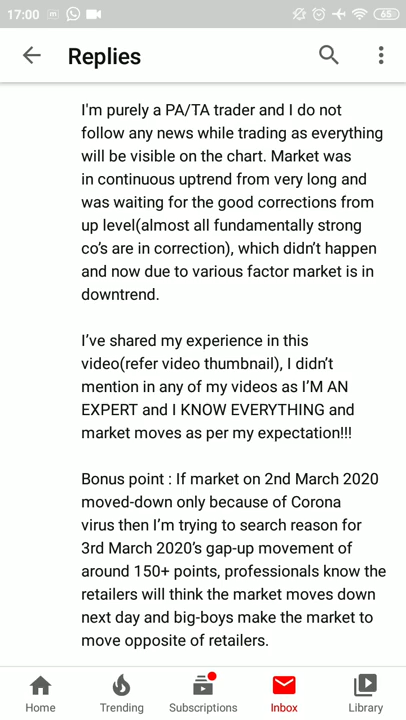 17:00
65
Replies
I'm purely a PA/TA trader and I do not
follow any news while trading as everything
will be visible on the chart. Market was
in continuous uptrend from very long and
was waiting for the good corrections from
up level(almost all fundamentally strong
co's are in correction), which didn't happen
and now due to various factor market is in
downtrend.
I've shared my experience in this
video(refer video thumbnail), I didn't
mention in any of my videos as I'M AN
EXPERT and I KNOW EVERYTHING and
market moves as per my expectation!!!
Bonus point : If market on 2nd March 2020
moved-down only because of Corona
virus then I'm trying to search reason for
3rd March 2020's gap-up movement of
around 150+ points, professionals know the
retailers will think the market moves down
next day and big-boys make the market to
move opposite of retailers.
Home Trending Subscriptions Inbox Library